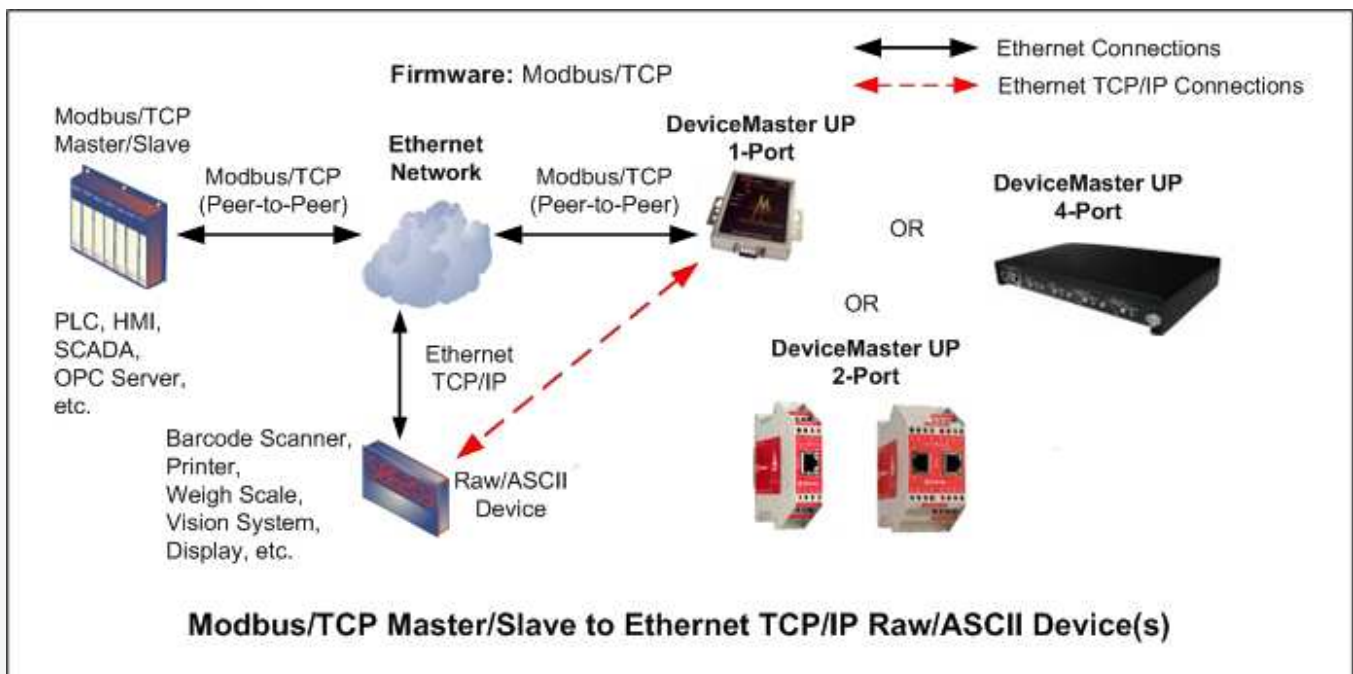 Ethernet Connections
Firmware: Modbus/TCP
Ethernet TCP/IP Connections
Modbus/TCP
Master/Slave
Ethernet
Network
DeviceMaster UP
1-Port
Modbus/TCP
(Peer-to-Peer)
Modbus/TCP
(Peer-to-Peer)
DeviceMaster UP
4-Port
OR
OR
PLC, HMI,
SCADA,
OPC Server,
etc.
Ethernet
TCP/IP
DeviceMaster UP
2-Port
Barcode Scanner,
Printer,
Weigh Scale,
Vision System,
Display, etc.
Raw/ASCII
Device
Modbus/TCP Master/Slave to Ethernet TCP/IP Raw/ASCII Device(s)